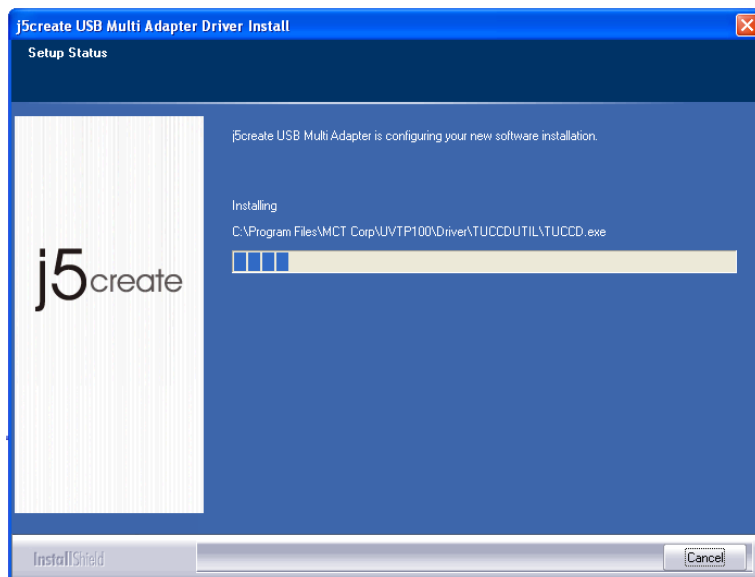 j5create USB Multi Adapter Driver Install
Setup Status
j5create USB Multi Adapter is configuring your new software installation.
Installing
C:\Program Files\MCT Corp\UVTP100\Driver\TUCCDUTIL\TUCCD.exe
j5create
InstallShield
Cancel